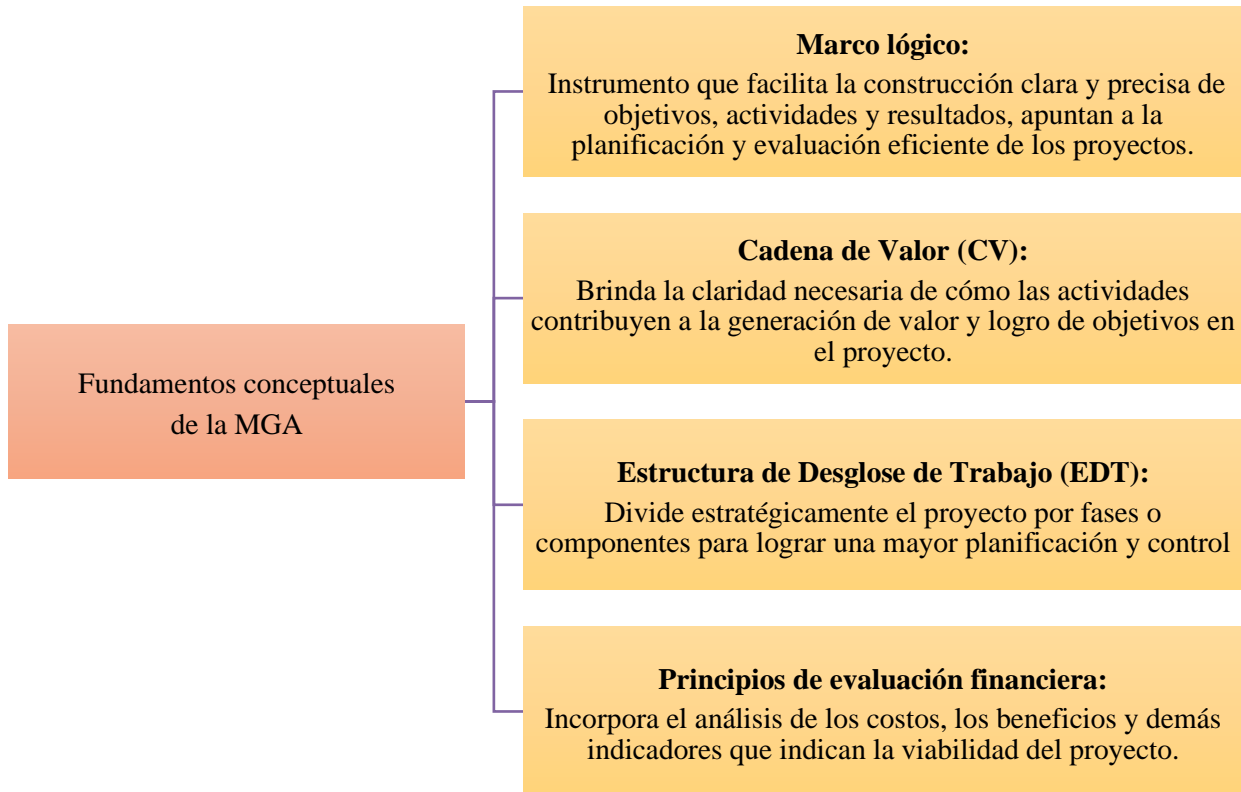 Fundamentos conceptuales
de la MGA
Marco lógico:
Instrumento que facilita la construcción clara y precisa de
objetivos, actividades y resultados, apuntan a la
planificación y evaluación eficiente de los proyectos.
Cadena de Valor (CV):
Brinda la claridad necesaria de cómo las actividades
contribuyen a la generación de valor y logro de objetivos en
el proyecto.
Estructura de Desglose de Trabajo (EDT):
Divide estratégicamente el proyecto por fases o
componentes para lograr una mayor planificación y control
Principios de evaluación financiera:
Incorpora el análisis de los costos, los beneficios y demás
indicadores que indican la viabilidad del proyecto.